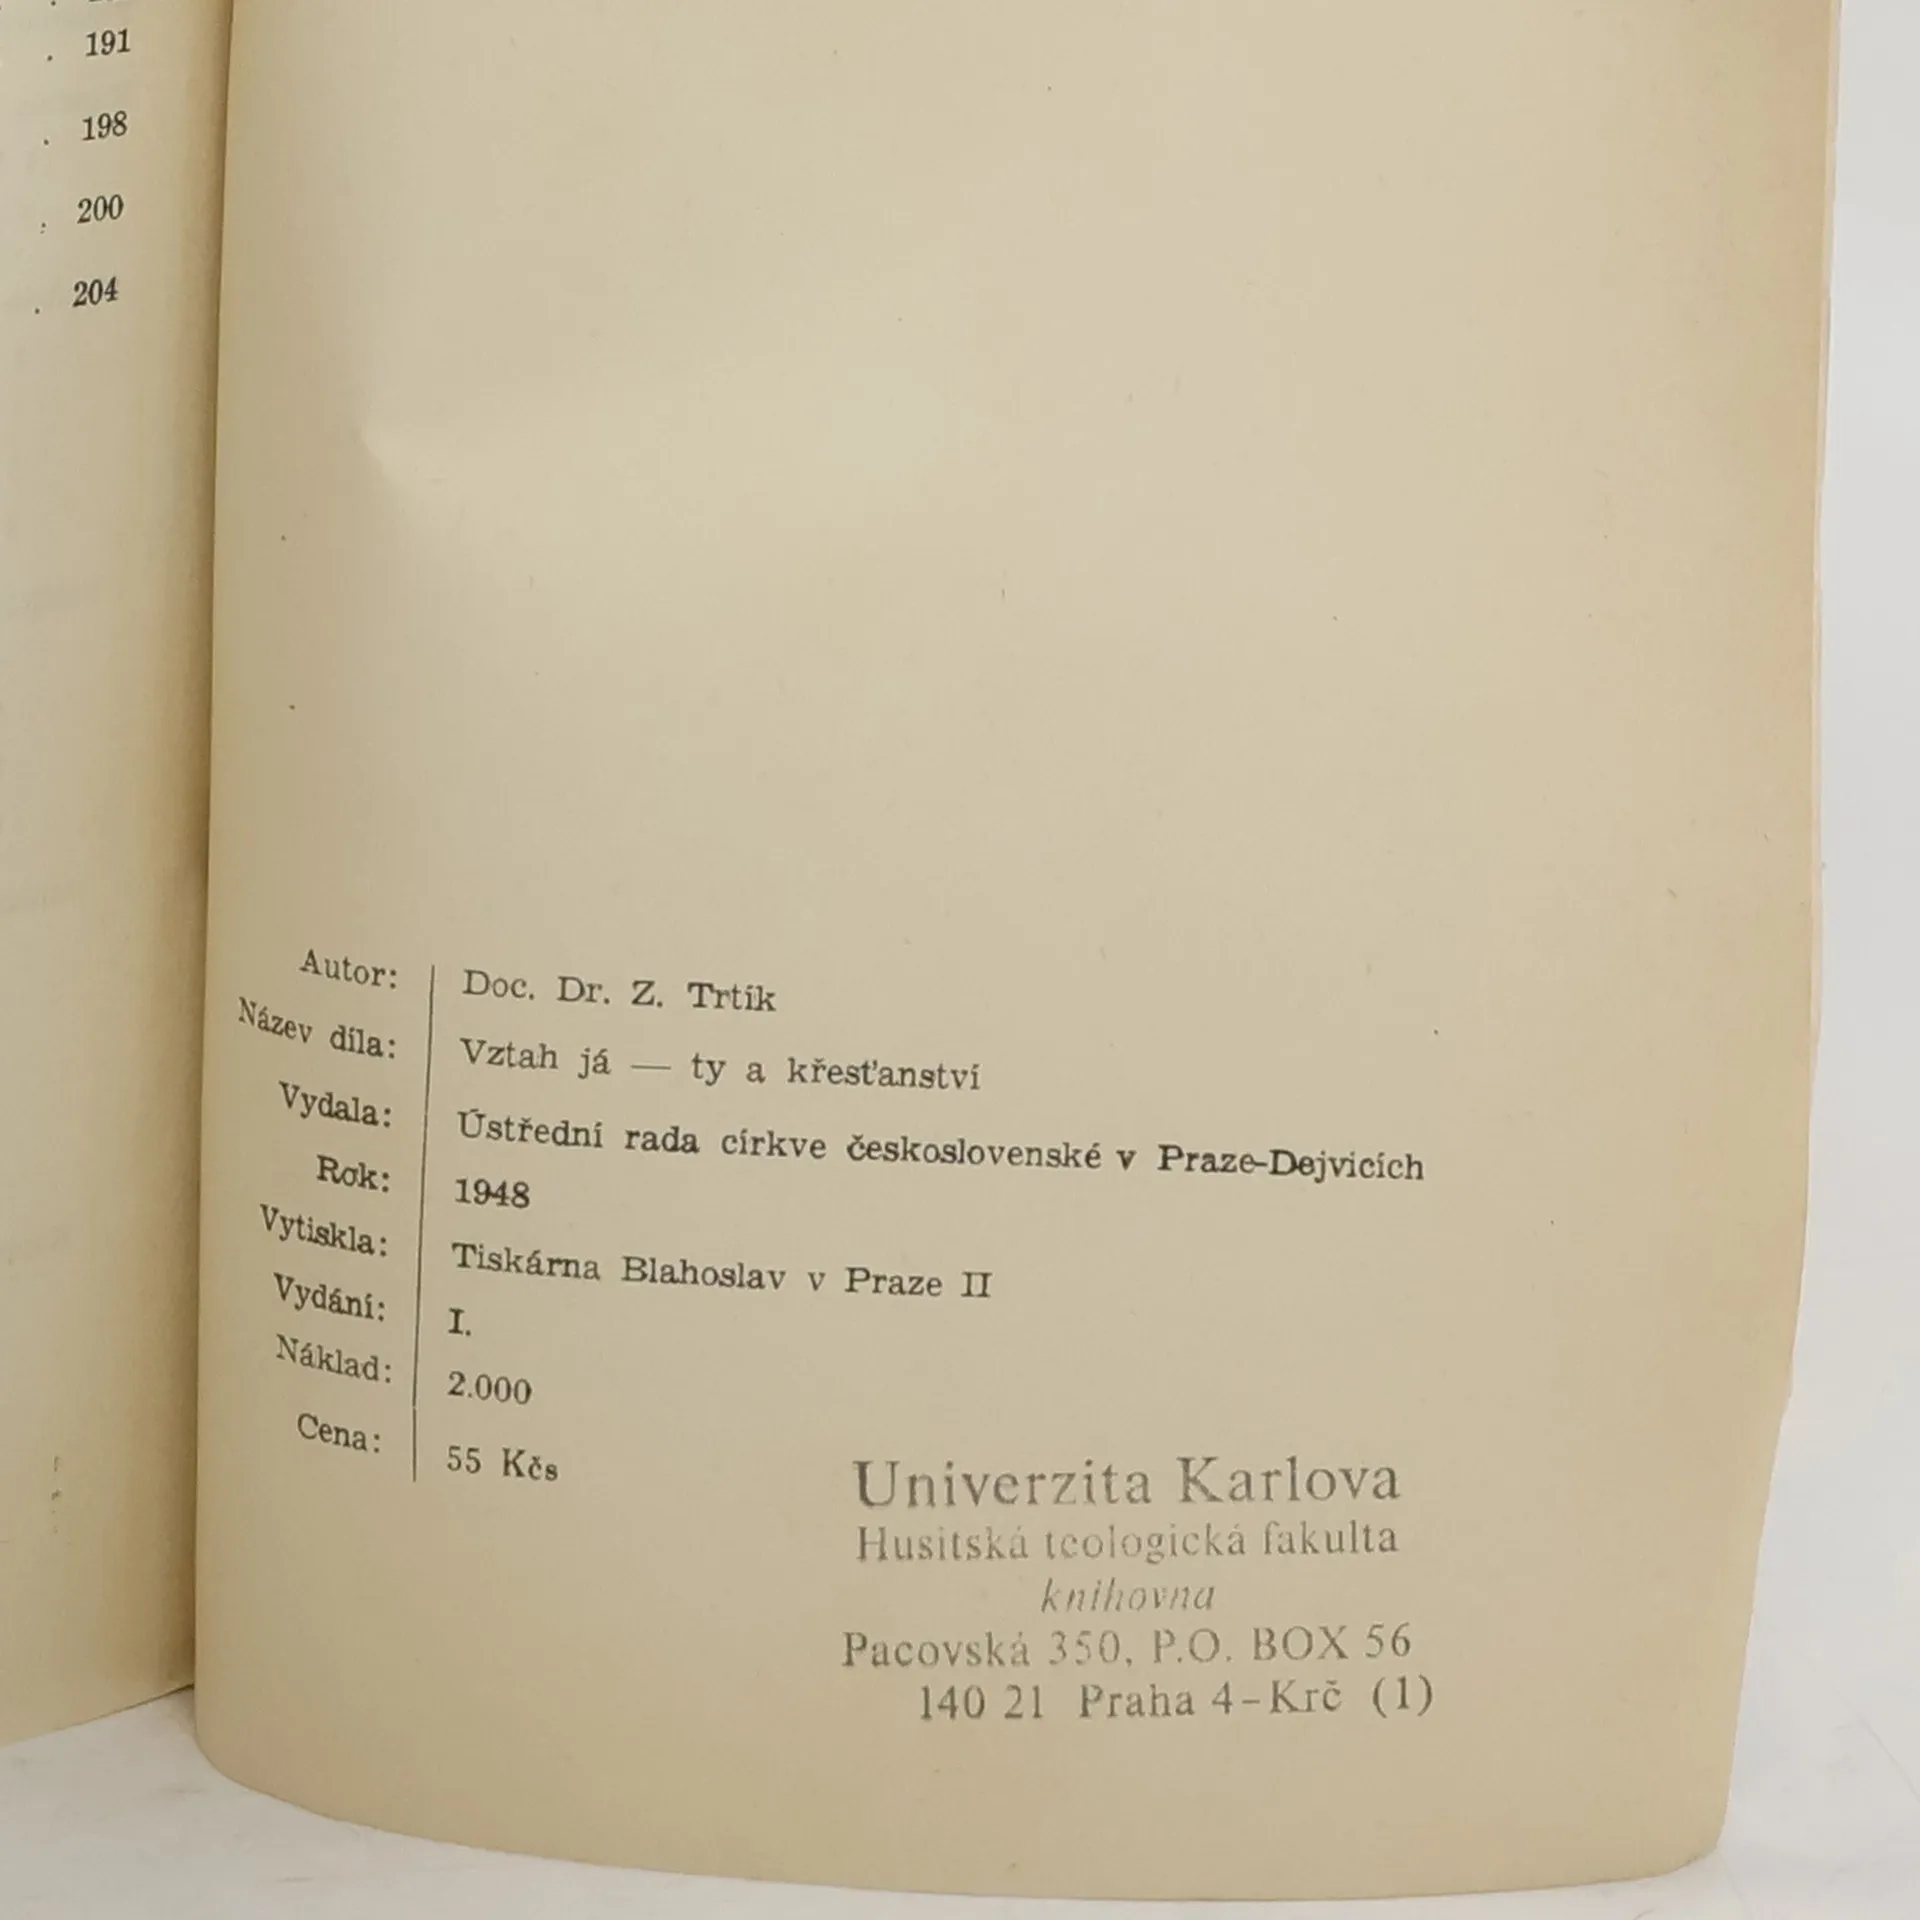 . 191
. 198
. 200
. 204
Autor: Doc. Dr. Z. Trtík
Název díla: Vztah já — ty a křesťanství
Vydala: Ústřední rada církve československé v Praze-Dejvicích
Rok: 1948
Vytiskla: Tiskárna Blahoslav v Praze II
Vydání: I.
Náklad: 2.000
Cena: 55 Kčs
Univerzita Karlova
Husitská teologická fakulta
knihovna
Pacovská 350, P.O. BOX 56
140 21 Praha 4-Krč (1)